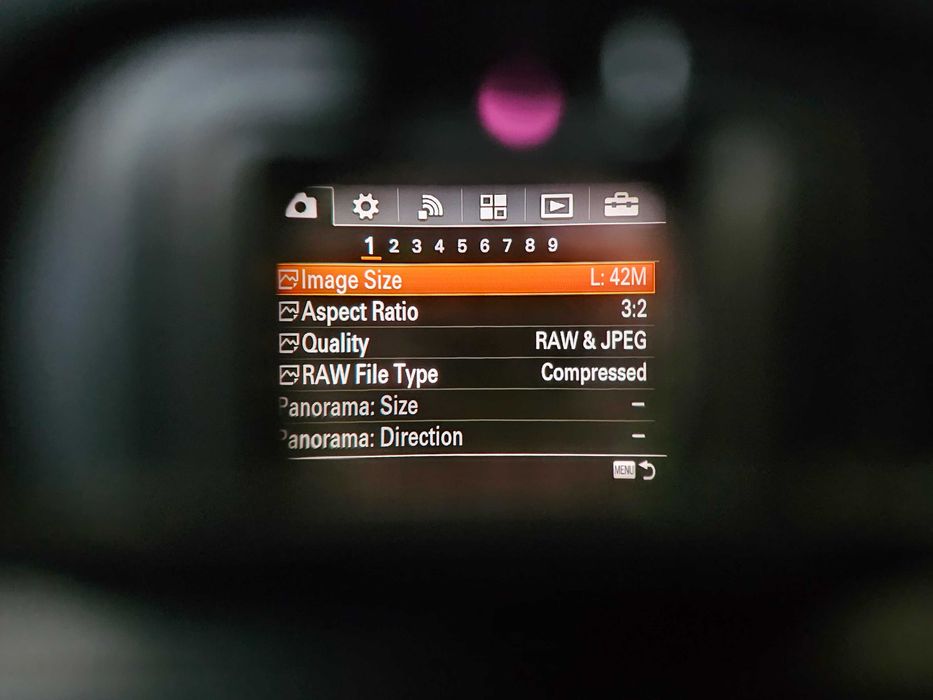 1 2 3 4 5 6 7 8 9
Image Size L: 42M
Aspect Ratio 3:2
Quality RAW & JPEG
RAW File Type Compressed
Panorama: Size –
Panorama: Direction –
MENU